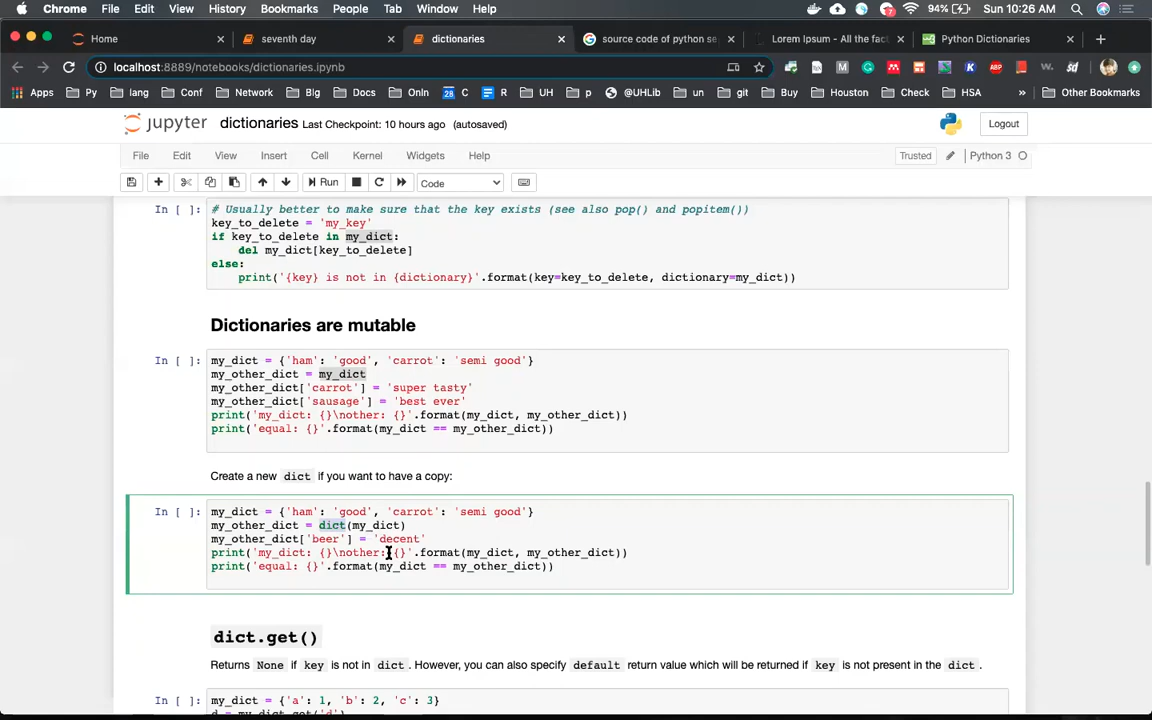 Chrome File Edit View History Bookmarks People Tab Window Help 7 94% Sun 10:26 AM
Home seventh day dictionaries source code of python se Lorem Ipsum - All the fact Python Dictionaries
localhost:8889/notebooks/dictionaries.ipynb
Apps Py lang Conf Network Blg Docs OnIn 28 C R UH p @UHLib un git Buy Houston Check HSA » Other Bookmarks
jupyter dictionaries Last Checkpoint: 10 hours ago (autosaved) Logout
File Edit View Insert Cell Kernel Widgets Help Trusted Python 3
Run Code
In [ ]: # Usually better to make sure that the key exists (see also pop() and popitem())
key_to_delete = 'my_key'
if key_to_delete in my_dict:
del my_dict[key_to_delete]
else:
print('{key} is not in {dictionary}'.format(key=key_to_delete, dictionary=my_dict))
Dictionaries are mutable
In [ ]: my_dict = {'ham': 'good', 'carrot': 'semi good'}
my_other_dict = my_dict
my_other_dict['carrot'] = 'super tasty'
my_other_dict['sausage'] = 'best ever'
print('my_dict: {}\nother: {}'.format(my_dict, my_other_dict))
print('equal: {}'.format(my_dict == my_other_dict))
Create a new dict if you want to have a copy:
In [ ]: my_dict = {'ham': 'good', 'carrot': 'semi good'}
my_other_dict = dict(my_dict)
my_other_dict['beer'] = 'decent'
print('my_dict: {}\nother: {}'.format(my_dict, my_other_dict))
print('equal: {}'.format(my_dict == my_other_dict))
dict.get()
Returns None if key is not in dict. However, you can also specify default return value which will be returned if key is not present in the dict.
In [ ]: my_dict = {'a': 1, 'b': 2, 'c': 3}
d = my_dict.get('d')